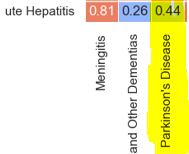 ute Hepatitis 0.81 0.26 0.44
Meningitis
and Other Dementias
Parkinson's Disease